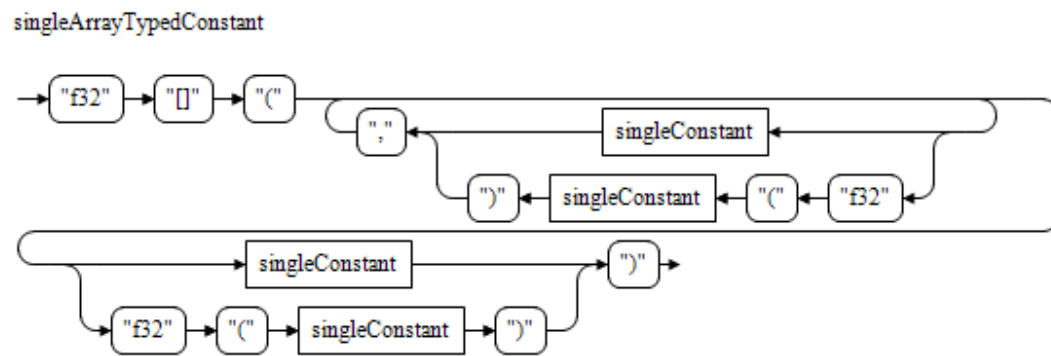 singleArrayTypedConstant
"f32" "[]" "("
"," singleConstant
")" singleConstant "(" "f32"
singleConstant ")"
"f32" "(" singleConstant ")"